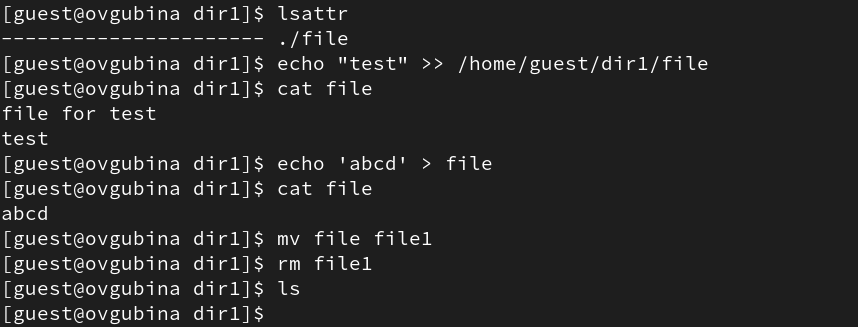 [guest@ovgubina dir1]$ lsattr
---------------------- ./file
[guest@ovgubina dir1]$ echo "test" >> /home/guest/dir1/file
[guest@ovgubina dir1]$ cat file
file for test
test
[guest@ovgubina dir1]$ echo 'abcd' > file
[guest@ovgubina dir1]$ cat file
abcd
[guest@ovgubina dir1]$ mv file file1
[guest@ovgubina dir1]$ rm file1
[guest@ovgubina dir1]$ ls
[guest@ovgubina dir1]$